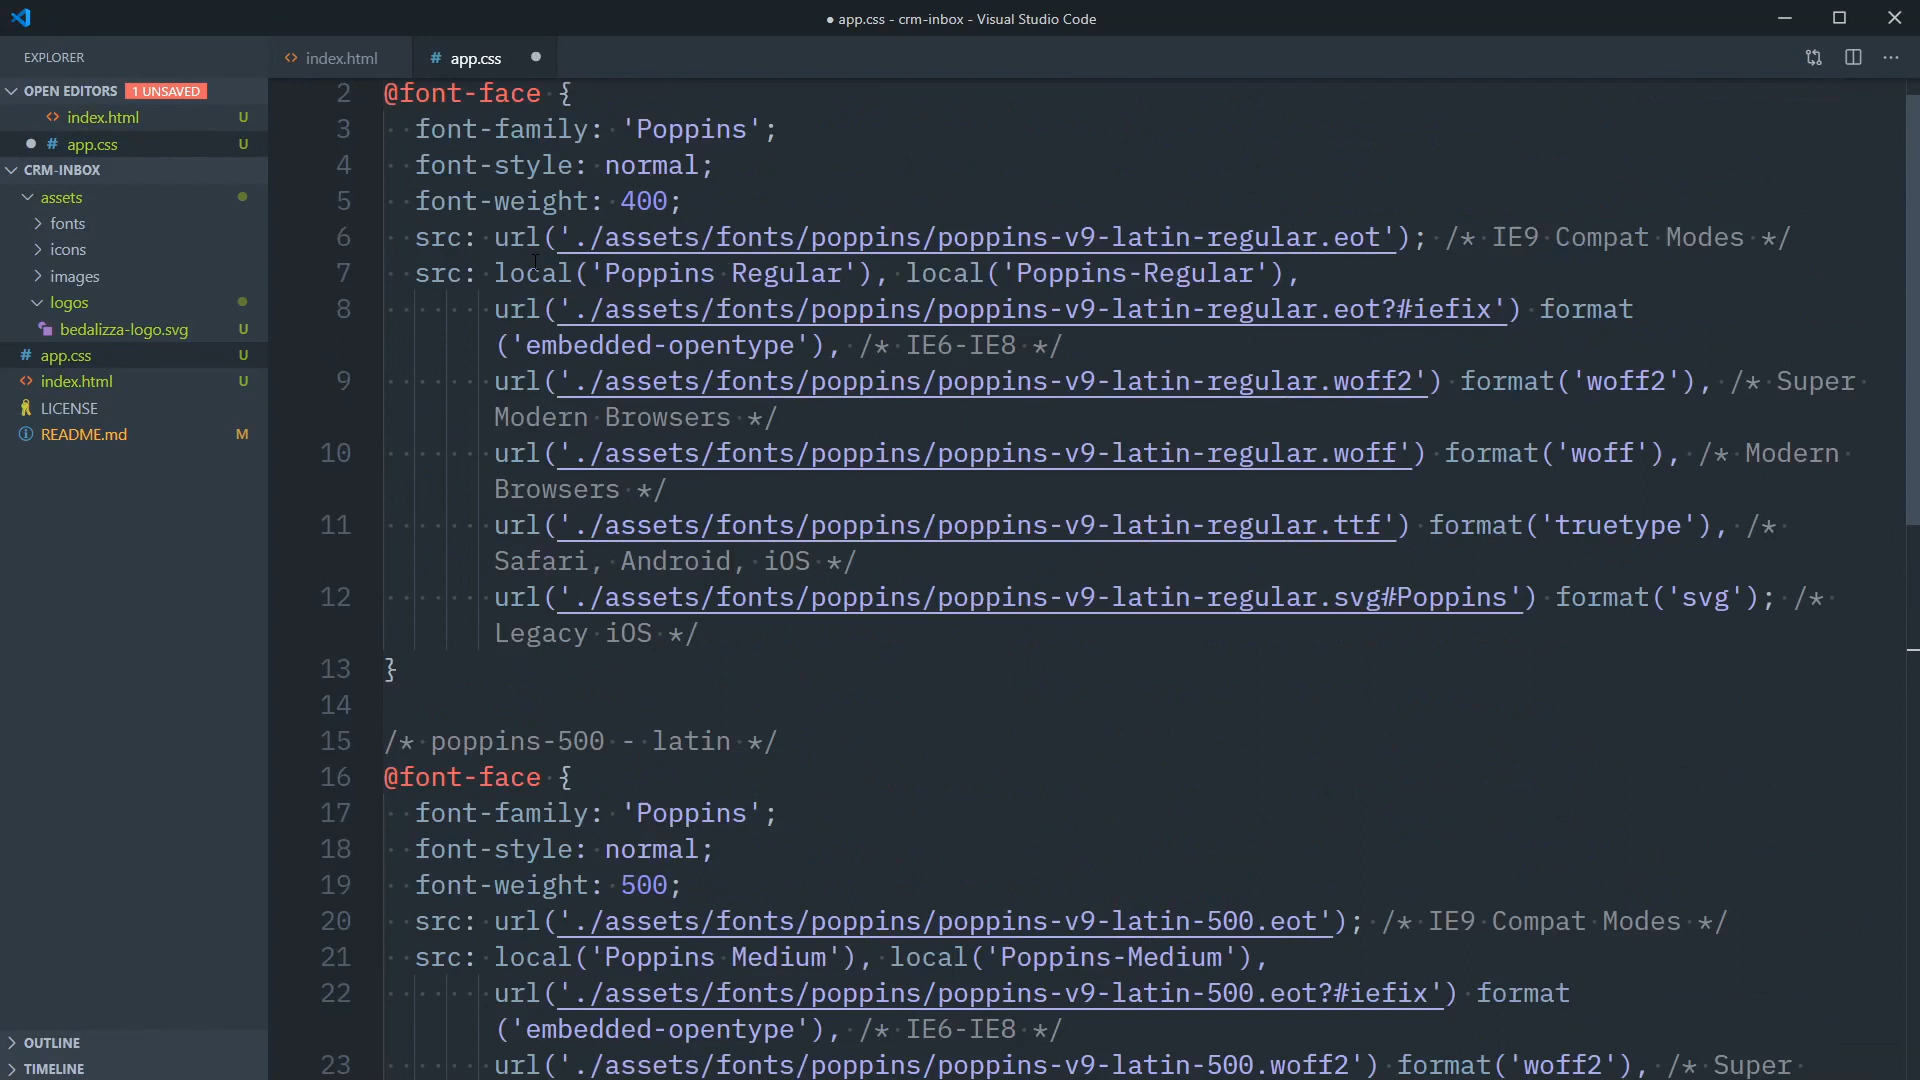 ● app.css - crm-inbox - Visual Studio Code
EXPLORER
<> index.html
# app.css ●
OPEN EDITORS 1 UNSAVED
<> index.html U
● # app.css U
CRM-INBOX
assets
fonts
icons
images
logos
bedalizza-logo.svg U
# app.css U
<> index.html U
LICENSE
README.md M
OUTLINE
TIMELINE
2 @font-face {
3 font-family: 'Poppins';
4 font-style: normal;
5 font-weight: 400;
6 src: url('./assets/fonts/poppins/poppins-v9-latin-regular.eot'); /* IE9 Compat Modes */
7 src: local('Poppins Regular'), local('Poppins-Regular'),
8 url('./assets/fonts/poppins/poppins-v9-latin-regular.eot?#iefix') format
('embedded-opentype'), /* IE6-IE8 */
9 url('./assets/fonts/poppins/poppins-v9-latin-regular.woff2') format('woff2'), /* Super
Modern Browsers */
10 url('./assets/fonts/poppins/poppins-v9-latin-regular.woff') format('woff'), /* Modern
Browsers */
11 url('./assets/fonts/poppins/poppins-v9-latin-regular.ttf') format('truetype'), /*
Safari, Android, iOS */
12 url('./assets/fonts/poppins/poppins-v9-latin-regular.svg#Poppins') format('svg'); /*
Legacy iOS */
13 }
14
15 /* poppins-500 - latin */
16 @font-face {
17 font-family: 'Poppins';
18 font-style: normal;
19 font-weight: 500;
20 src: url('./assets/fonts/poppins/poppins-v9-latin-500.eot'); /* IE9 Compat Modes */
21 src: local('Poppins Medium'), local('Poppins-Medium'),
22 url('./assets/fonts/poppins/poppins-v9-latin-500.eot?#iefix') format
('embedded-opentype'), /* IE6-IE8 */
23 url('./assets/fonts/poppins/poppins-v9-latin-500.woff2') format('woff2'), /* Super